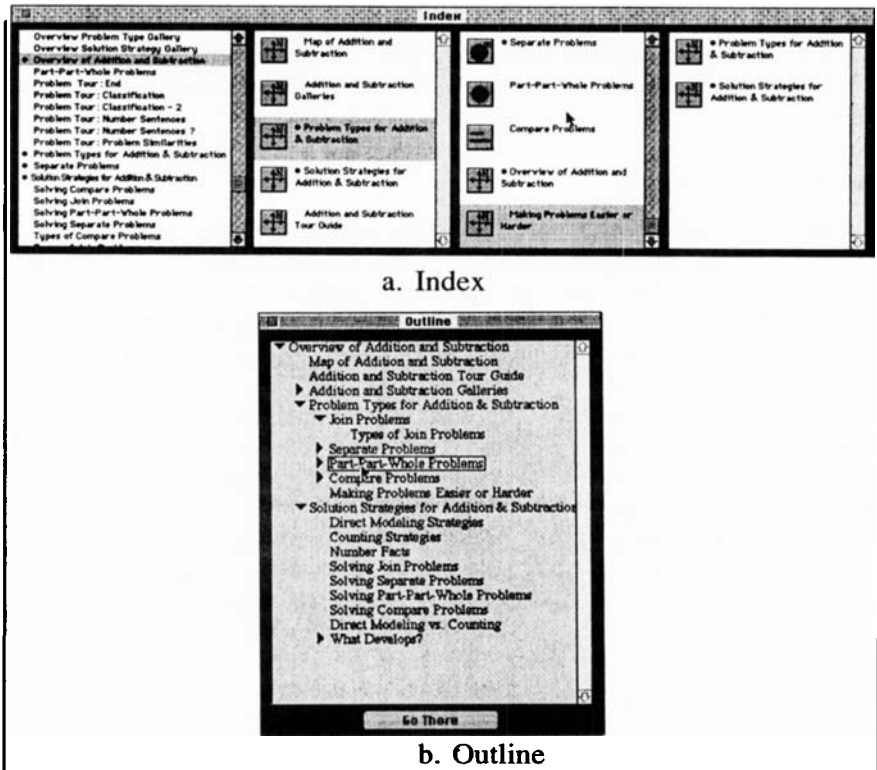 Index
Overview Problem Type Gallery
Overview Solution Strategy Gallery
• Overview of Addition and Subtraction
Part-Part-Whole Problems
Problem Tour: End
Problem Tour: Classification
Problem Tour: Classification - 2
Problem Tour: Number Sentences
Problem Tour: Number Sentences ?
Problem Tour: Problem Similarities
• Problem Types for Addition & Subtraction
• Separate Problems
• Solution Strategies for Addition & Subtraction
Solving Compare Problems
Solving Join Problems
Solving Part-Part-Whole Problems
Solving Separate Problems
Types of Compare Problems
Map of Addition and
Subtraction
Addition and Subtraction
Galleries
• Problem Types for Addition
& Subtraction
• Solution Strategies for
Addition & Subtraction
Addition and Subtraction
Tour Guide
• Separate Problems
Part-Part-Whole Problems
Compare Problems
• Overview of Addition and
Subtraction
Making Problems Easier or
Harder
• Problem Types for Addition
& Subtraction
• Solution Strategies for
Addition & Subtraction
a. Index
Outline
Overview of Addition and Subtraction
Map of Addition and Subtraction
Addition and Subtraction Tour Guide
Addition and Subtraction Galleries
Problem Types for Addition & Subtraction
Join Problems
Types of Join Problems
Separate Problems
Part-Part-Whole Problems
Compare Problems
Making Problems Easier or Harder
Solution Strategies for Addition & Subtraction
Direct Modeling Strategies
Counting Strategies
Number Facts
Solving Join Problems
Solving Separate Problems
Solving Part-Part-Whole Problems
Solving Compare Problems
Direct Modeling vs. Counting
What Develops?
Go There
b. Outline